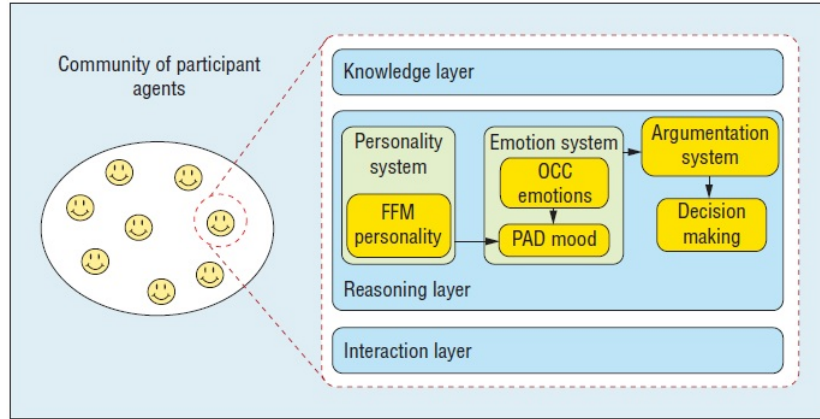 Community of participant
agents
Knowledge layer
Personality
system
FFM
personality
Emotion system
OCC
emotions
PAD mood
Argumentation
system
Decision
making
Reasoning layer
Interaction layer